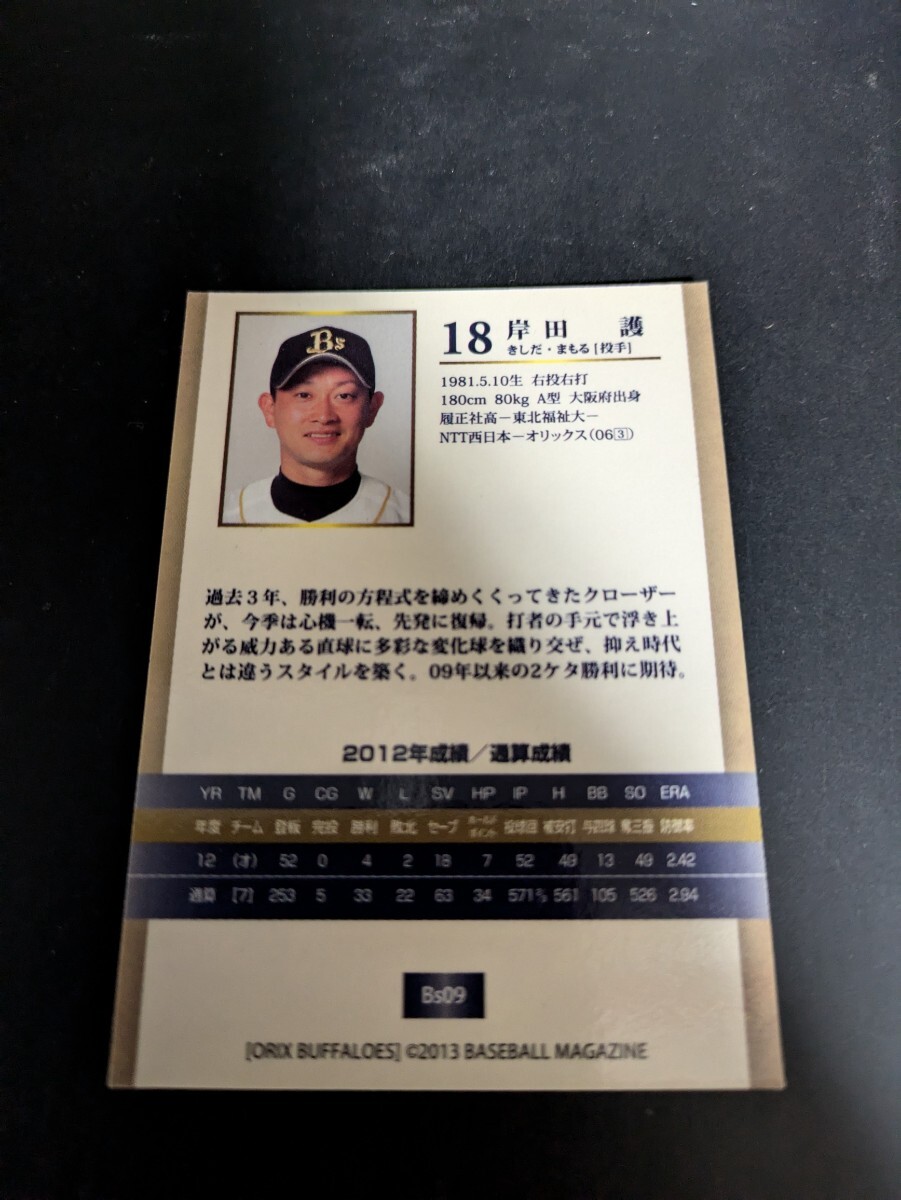 Bs
18 岸田 護
きしだ・まもる[投手]
1981.5.10生 右投右打
180cm 80kg A型 大阪府出身
履正社高－東北福祉大－
NTT西日本－オリックス(06③)
過去3年、勝利の方程式を締めくくってきたクローザー
が、今季は心機一転、先発に復帰。打者の手元で浮き上
がる威力ある直球に多彩な変化球を織り交ぜ、抑え時代
とは違うスタイルを築く。09年以来の2ケタ勝利に期待。
2012年成績／通算成績
YR TM G CG W L SV HP IP H BB SO ERA
年度 チーム 登板 完投 勝利 敗北 セーブ ホールドポイント 投球回 被安打 与四球 奪三振 防御率
12 (オ) 52 0 4 2 18 7 52 49 13 49 2.42
通算 [7] 253 5 33 22 63 34 571 561 105 526 2.94
Bs09
[ORIX BUFFALOES] ©2013 BASEBALL MAGAZINE